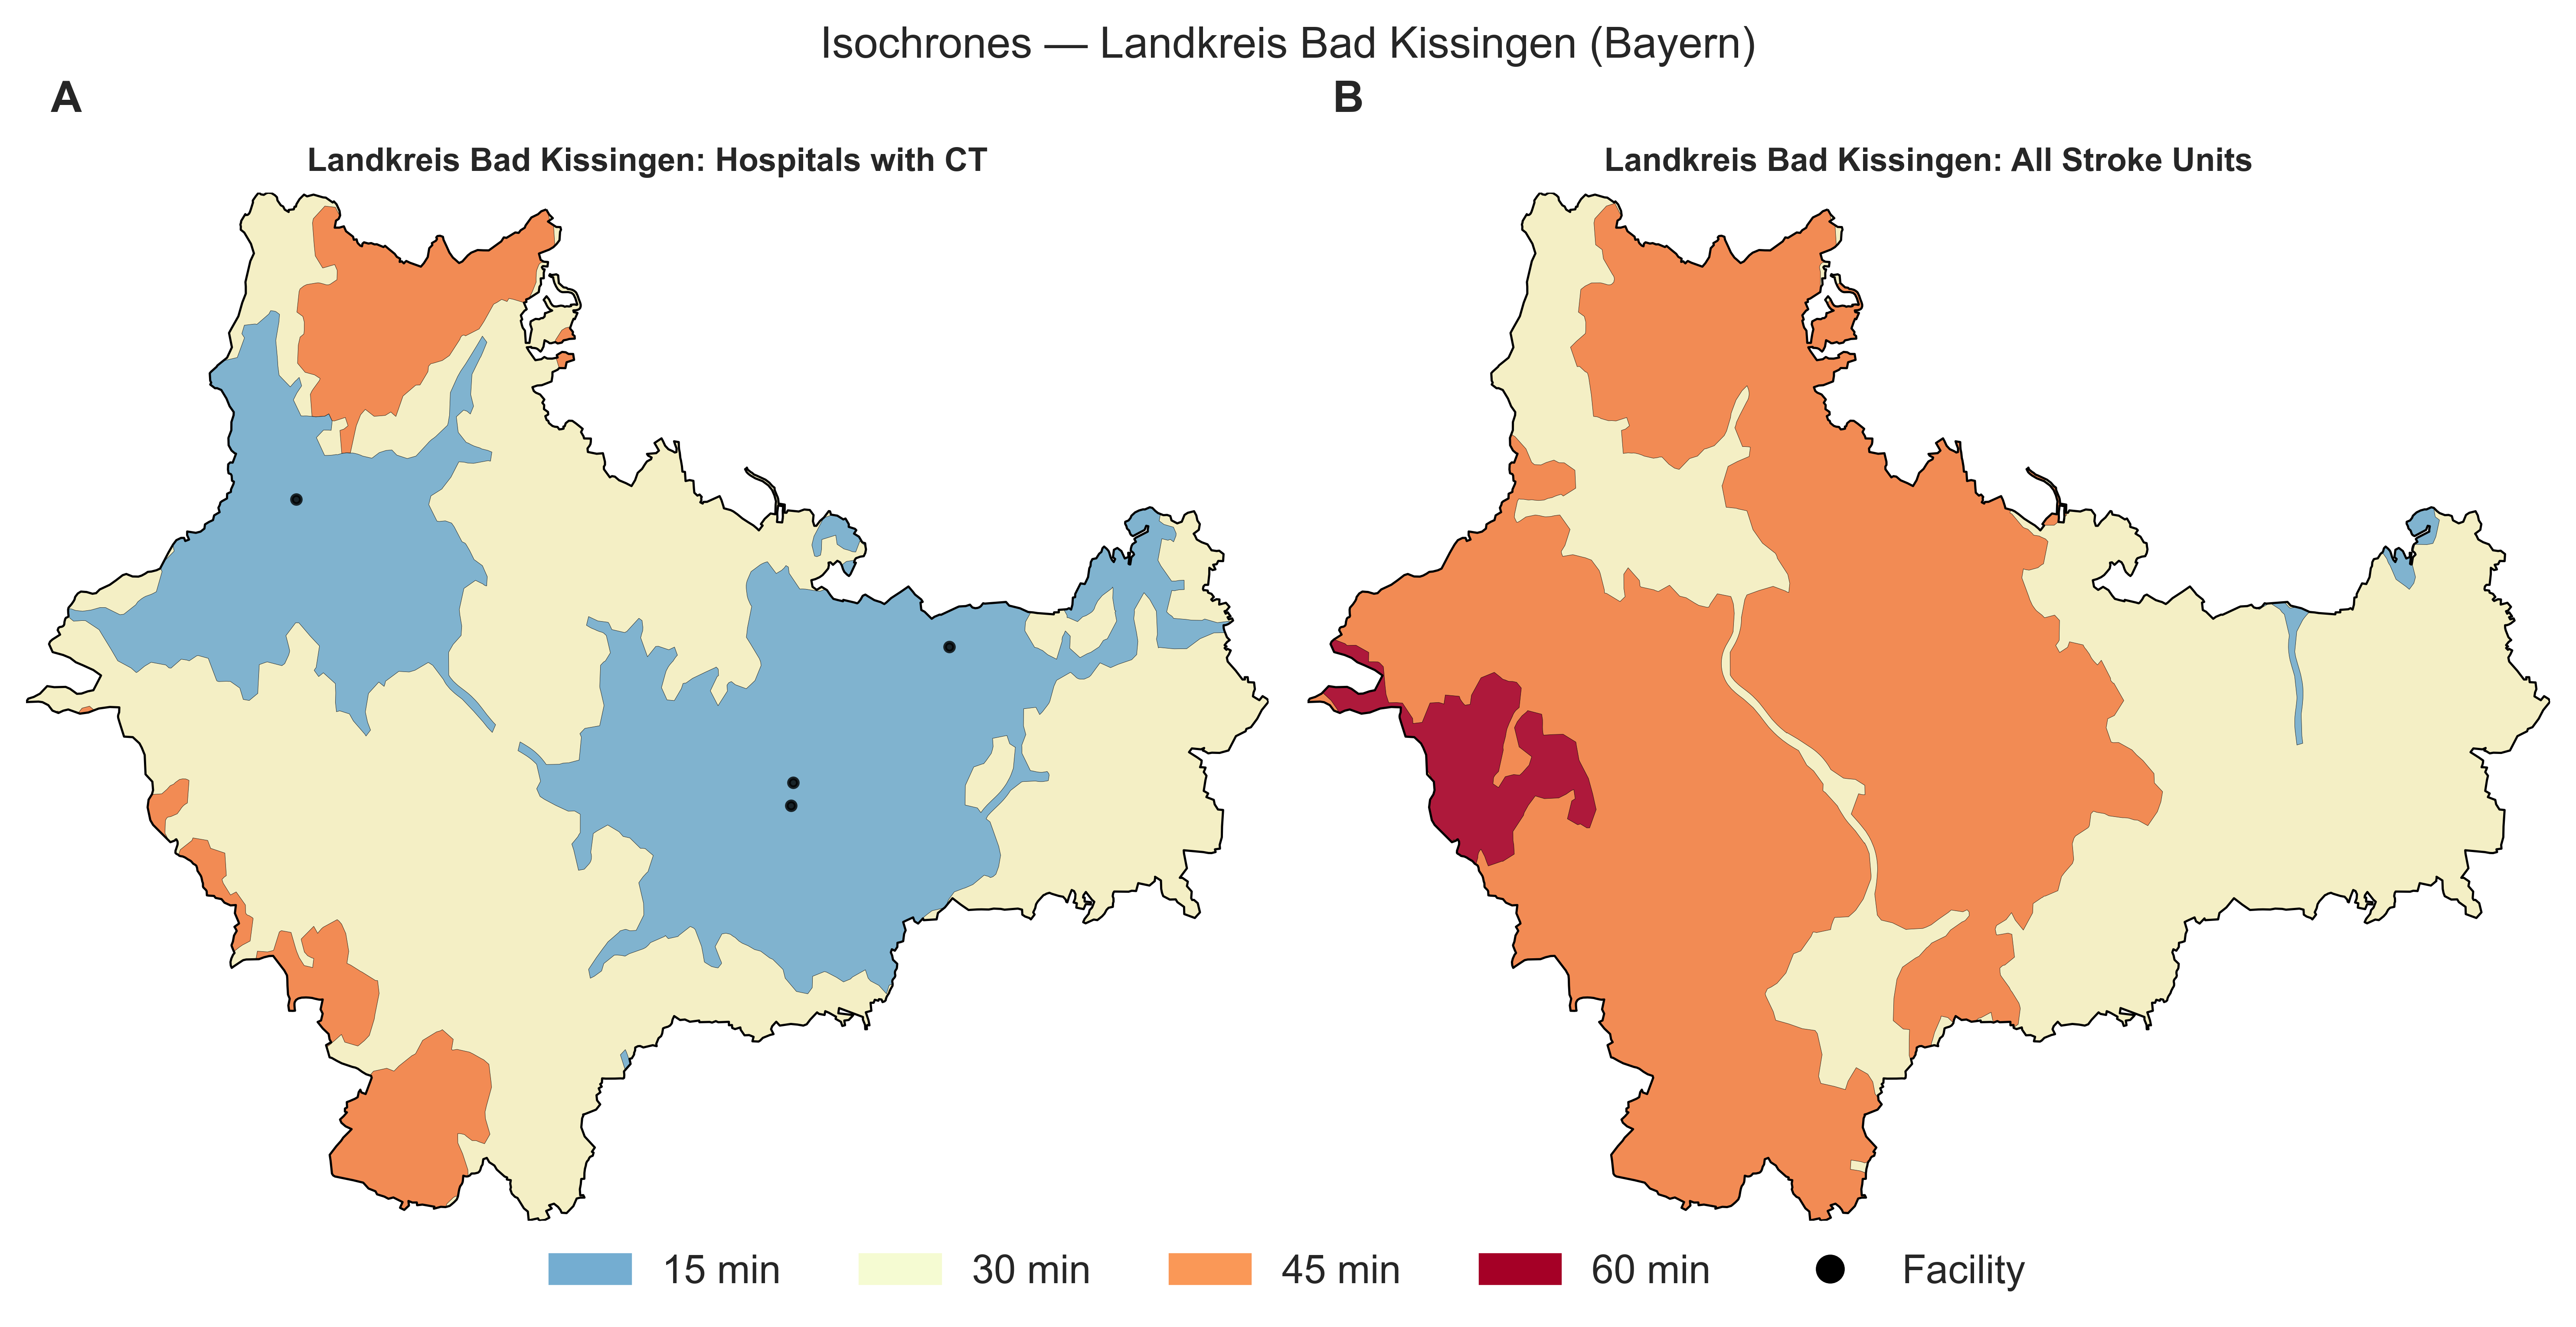 Isochrones — Landkreis Bad Kissingen (Bayern)
A
B
Landkreis Bad Kissingen: Hospitals with CT
Landkreis Bad Kissingen: All Stroke Units
15 min
30 min
45 min
60 min
Facility